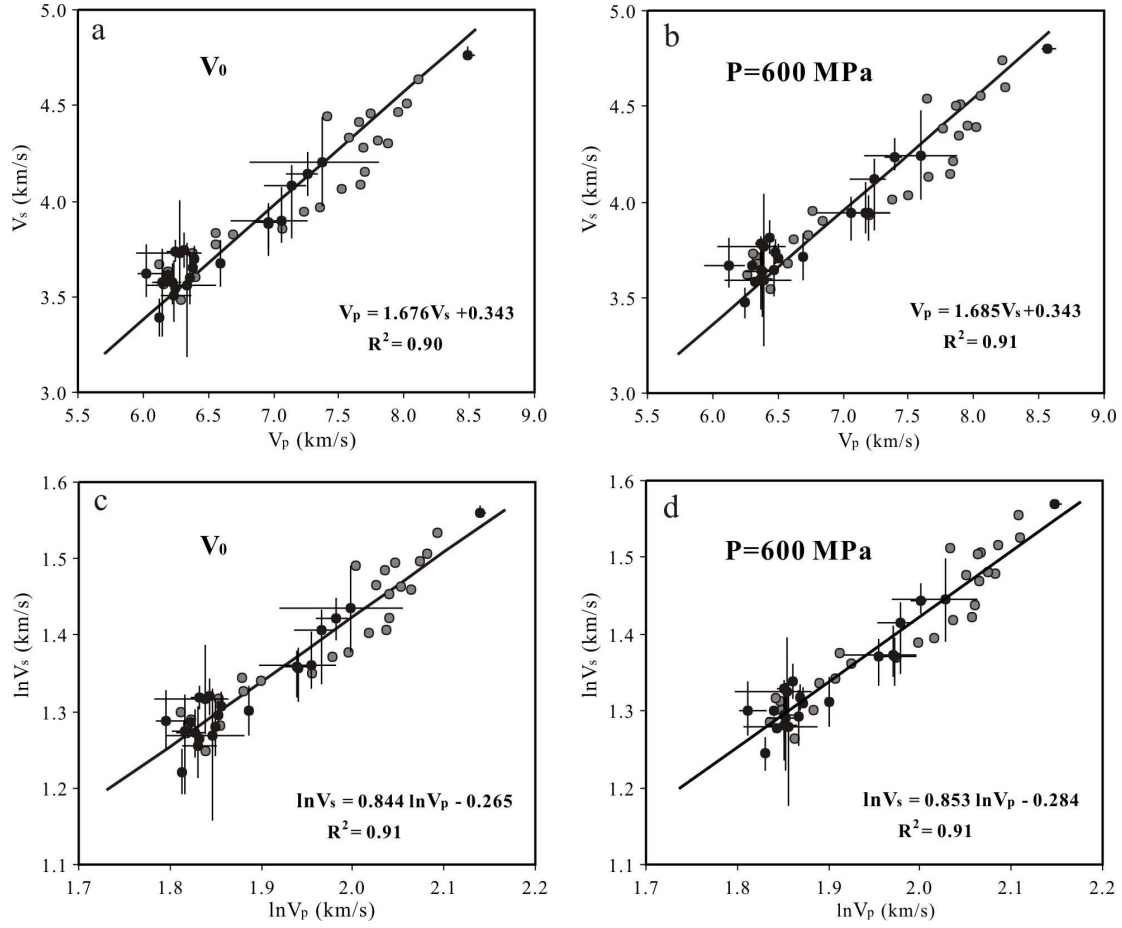 a
V₀
5.0
4.5
4.0
3.5
3.0
Vₛ (km/s)
Vₚ = 1.676Vₛ +0.343
R² = 0.90
5.5 6.0 6.5 7.0 7.5 8.0 8.5 9.0
Vₚ (km/s)
b
P=600 MPa
5.0
4.5
4.0
3.5
3.0
Vₛ (km/s)
Vₚ = 1.685Vₛ+0.343
R² = 0.91
5.5 6.0 6.5 7.0 7.5 8.0 8.5 9.0
Vₚ (km/s)
c
V₀
1.6
1.5
1.4
1.3
1.2
1.1
lnVₛ (km/s)
lnVₛ = 0.844 lnVₚ - 0.265
R² = 0.91
1.7 1.8 1.9 2.0 2.1 2.2
lnVₚ (km/s)
d
P=600 MPa
1.6
1.5
1.4
1.3
1.2
1.1
lnVₛ (km/s)
lnVₛ = 0.853 lnVₚ - 0.284
R² = 0.91
1.7 1.8 1.9 2.0 2.1 2.2
lnVₚ (km/s)